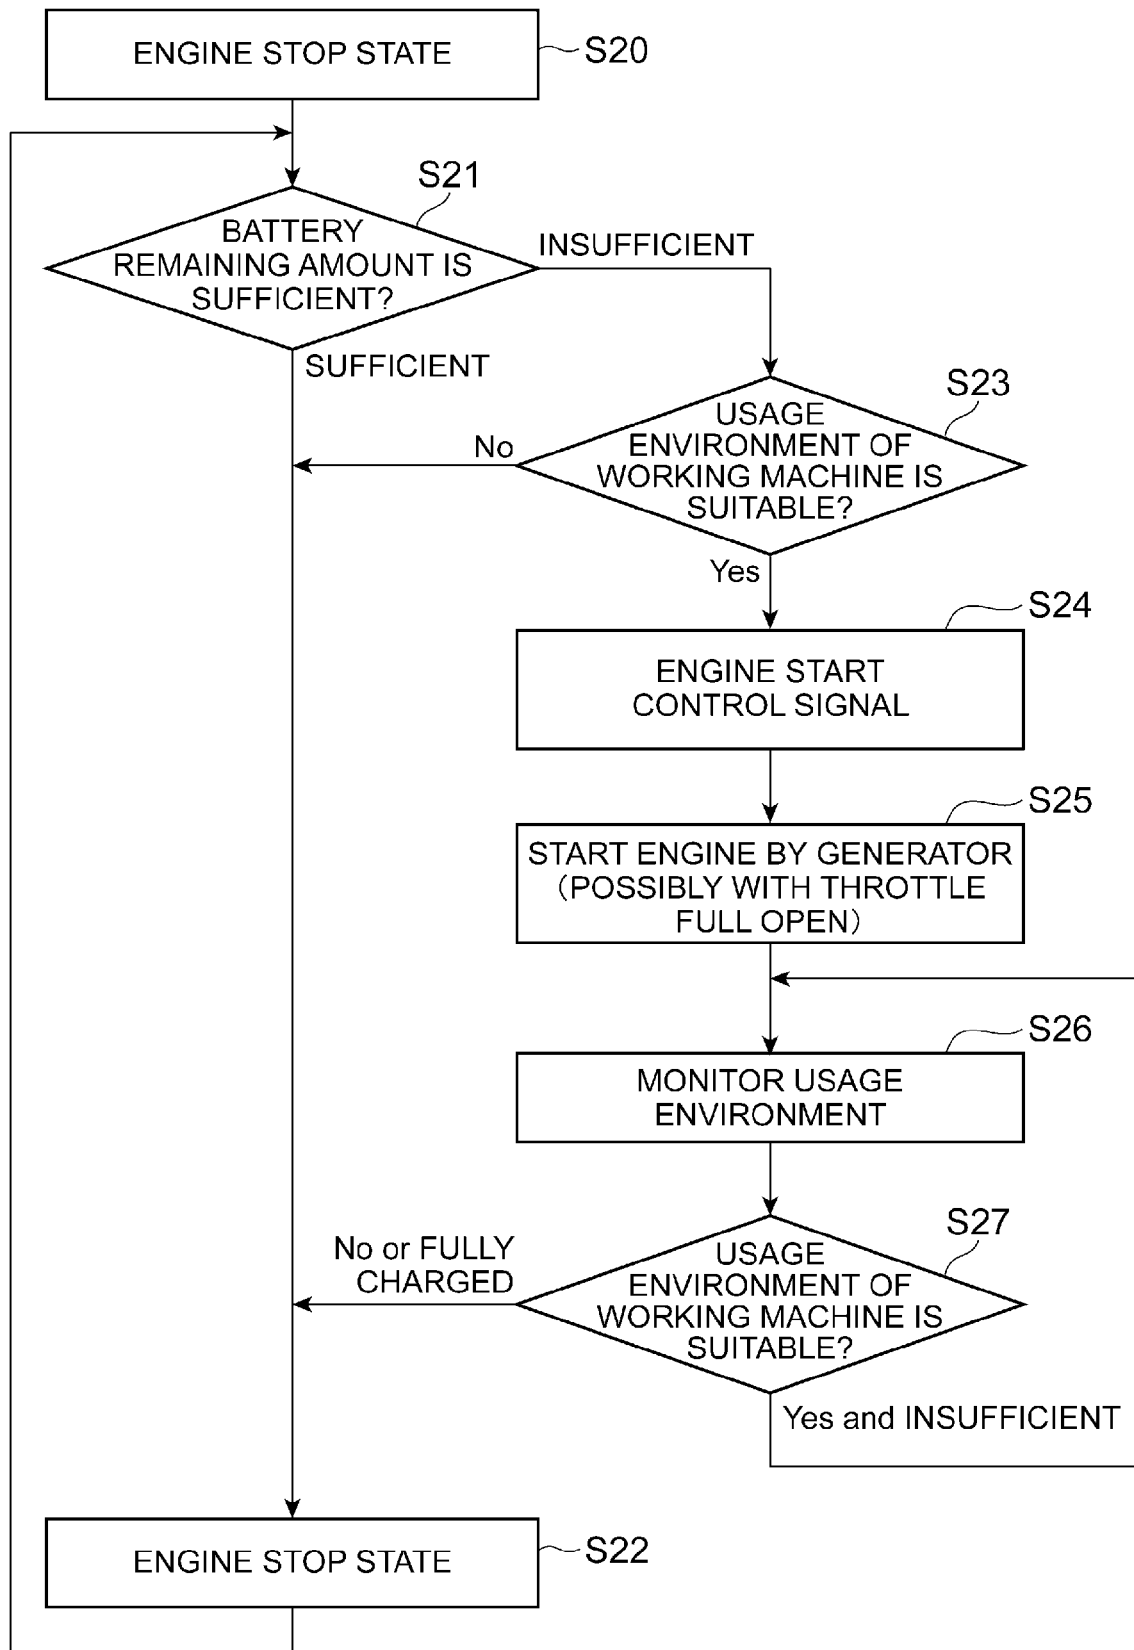 ENGINE STOP STATE
S20
S21
BATTERY
REMAINING AMOUNT IS
SUFFICIENT?
INSUFFICIENT
SUFFICIENT
S23
USAGE
ENVIRONMENT OF
WORKING MACHINE IS
SUITABLE?
No
Yes
S24
ENGINE START
CONTROL SIGNAL
S25
START ENGINE BY GENERATOR
(POSSIBLY WITH THROTTLE
FULL OPEN)
S26
MONITOR USAGE
ENVIRONMENT
S27
No or FULLY
CHARGED
USAGE
ENVIRONMENT OF
WORKING MACHINE IS
SUITABLE?
Yes and INSUFFICIENT
ENGINE STOP STATE
S22